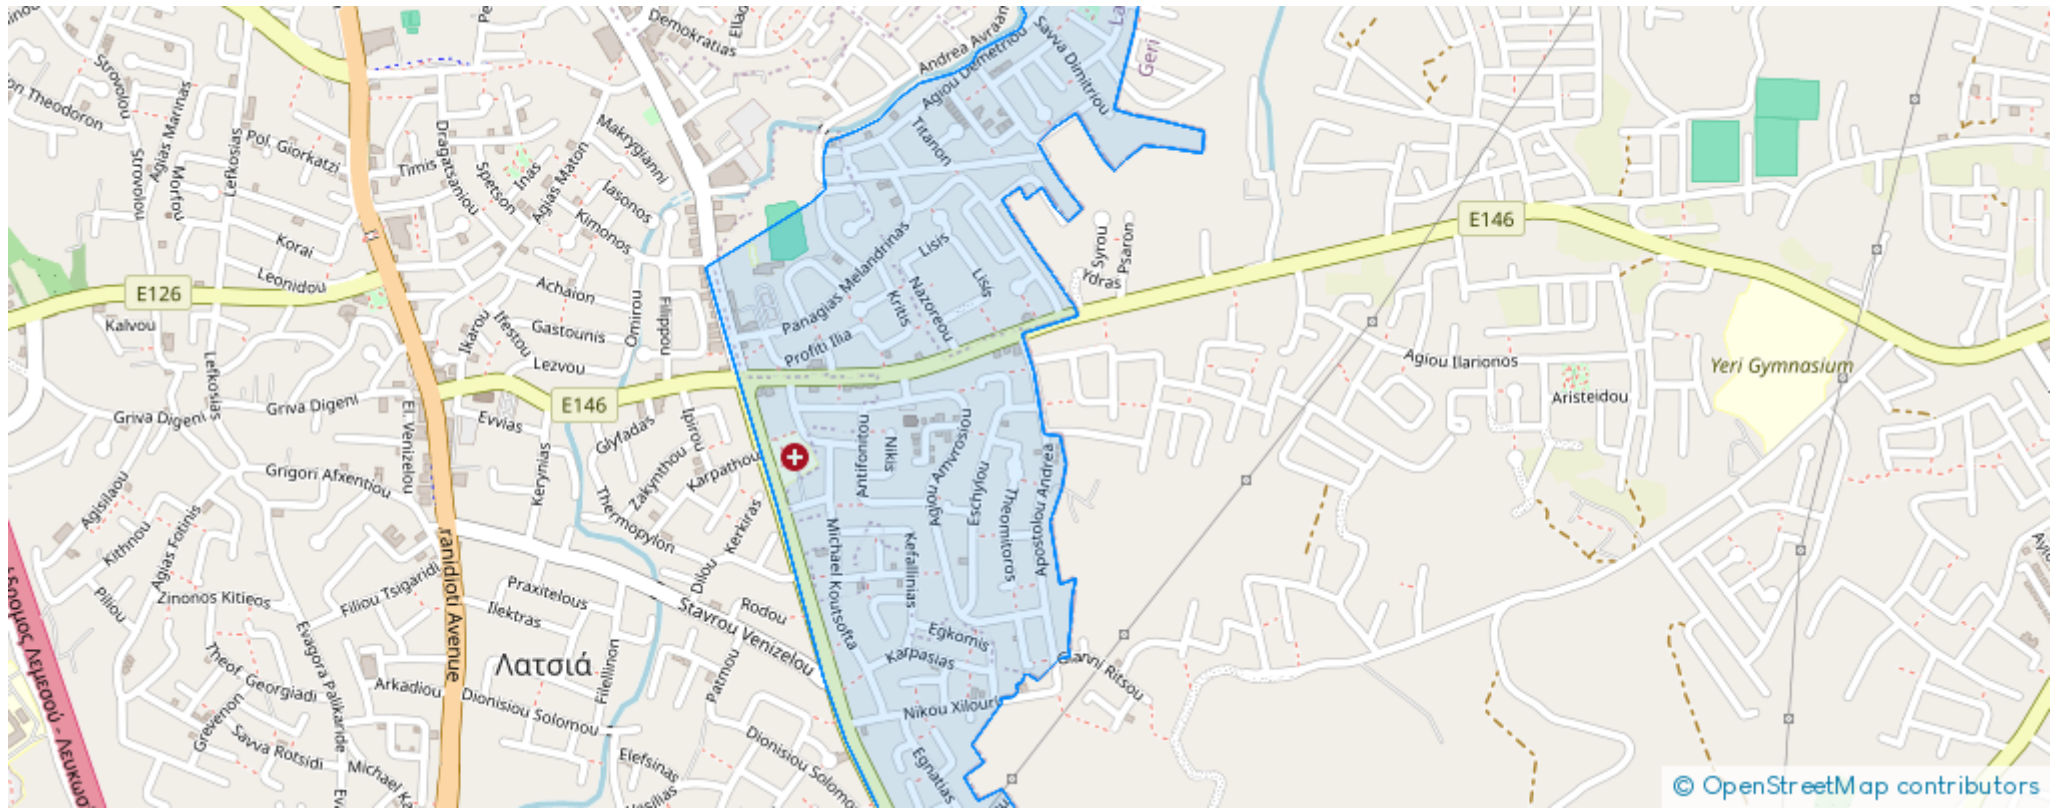 Demokratias
Andrea Avraam
Agiou Demetriou
Savva Dimitriou
Geri
Strovolou
Agias Marinas
Lefkosias
Pol. Giorkatzi
Morfou
Strovolou
Dragatsaniou
Timis
Spetson
Inas
Agias Maton
Makrygianni
Iasonos
Kimonos
Titanon
Korai
Leonidou
E126
Kalvou
Achaion
Ikarou
Ifestou
Gastounis
Lezvou
Omirou
Filippou
Panagias Melandrinas
Lisis
Lisis
Nazoreou
Kritis
Profiti Ilia
Syrou
Psaron
Ydras
E146
E146
Agiou Ilarionos
Aristeidou
Yeri Gymnasium
Lefkosias
Griva Digeni
Griva Digeni
El. Venizelou
Evvias
Kerynias
Glyfadas
Ipirou
Zakynthou
Karpathou
Thermopylon
Kerkiras
Dilou
Antifonitou
Nikis
Agiou Amvrosiou
Eschylou
Theomitoros
Apostolou Andrea
Grigori Afxentiou
Agisilaou
Kithnou
Agias Fotinis
Piliou
Zinonos Kitieos
Filiou Tsigaridi
Evagora Palikaride
Theof. Georgiadi
Grevenon
Savva Rotsidi
Arkadiou
Dionisiou Solomou
Praxitelous
Ilektras
Filellinon
Λατσιά
Rodou
Stavrou Venizelou
Patmou
Elefsinas
Michael Koutsofta
Kefallinias
Egkomis
Karpasias
Nikou Xilouri
Egnatias
© OpenStreetMap contributors